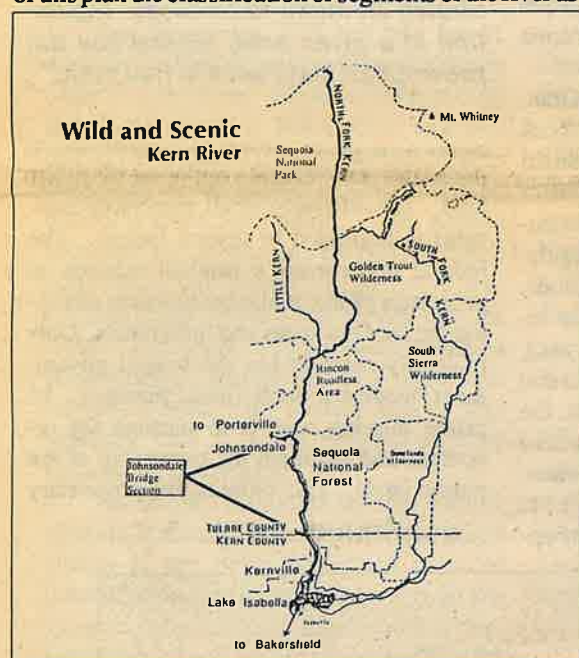 Wild and Scenic
Kern River
NORTH FORK KERN
Mt. Whitney
Sequoia
National
Park
SOUTH FORK
KERN
Golden Trout
Wilderness
LITTLE KERN
South
Sierra
Wilderness
Rincon
Roadless
Area
to Porterville
Johnsondale
Sequoia
National
Forest
Domelands
Wilderness
Johnsondale
Bridge
Section
TULARE COUNTY
KERN COUNTY
Kernville
Lake Isabella
to Bakersfield